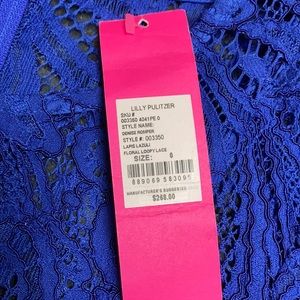 LILLY PULITZER
SKU #
003350 4041PE 0
STYLE NAME:
DENISE ROMPER
STYLE #: 003350
LAPIS LAZULI
FLORAL LOOPY LACE
SIZE: 0
889069 583095
MANUFACTURER'S SUGGESTED
$268.00